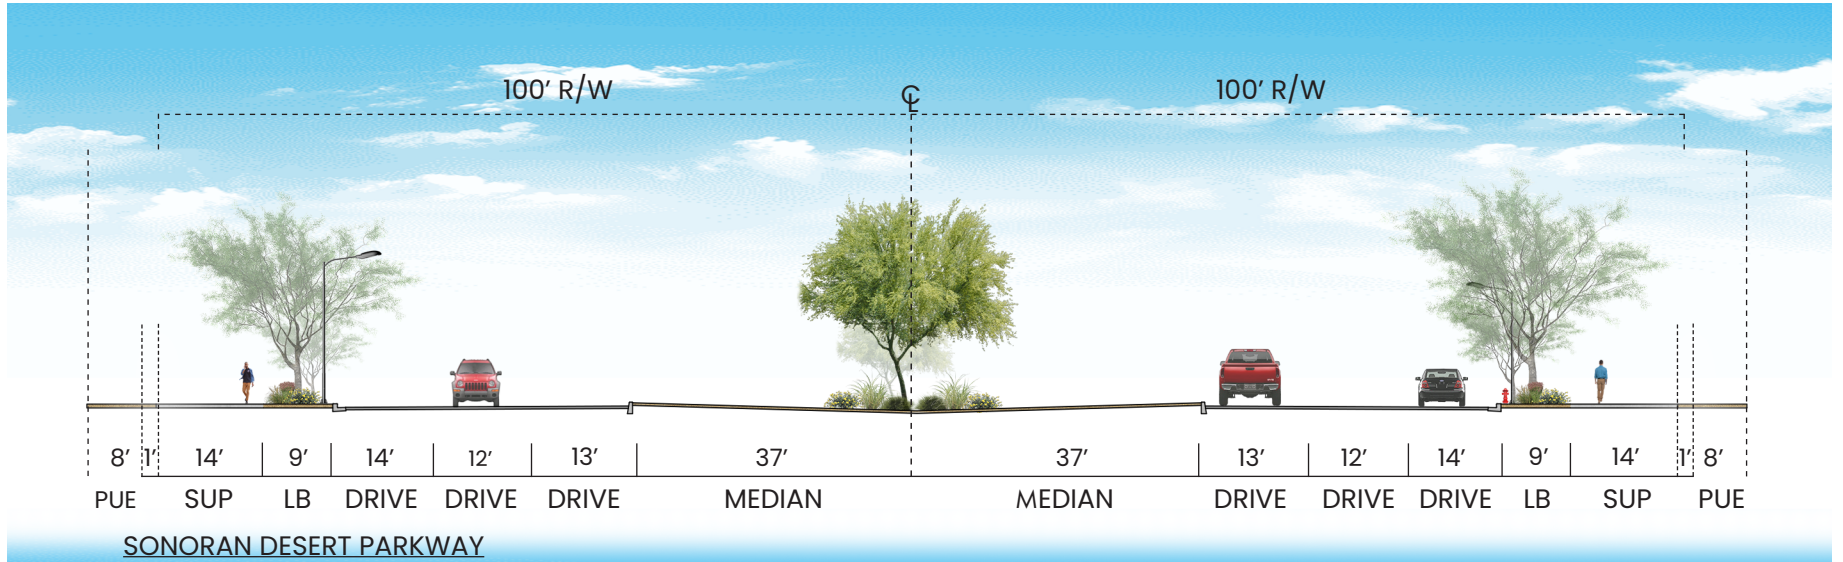 100’ R/W ℄ 100’ R/W
8’ 1’ 14’ 9’ 14’ 12’ 13’ 37’ 37’ 13’ 12’ 14’ 9’ 14’ 1’ 8’
PUE SUP LB DRIVE DRIVE DRIVE MEDIAN MEDIAN DRIVE DRIVE DRIVE LB SUP PUE
SONORAN DESERT PARKWAY